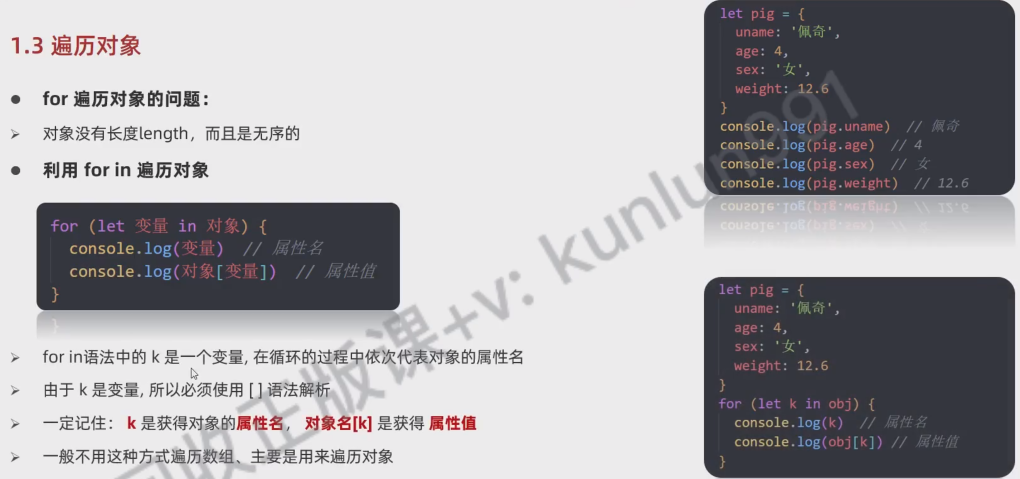 1.3 遍历对象
● for 遍历对象的问题：
➢ 对象没有长度length，而且是无序的
● 利用 for in 遍历对象
for (let 变量 in 对象) {
  console.log(变量)  // 属性名
  console.log(对象[变量])  // 属性值
}
➢ for in语法中的 k 是一个变量, 在循环的过程中依次代表对象的属性名
➢ 由于 k 是变量, 所以必须使用 [ ] 语法解析
➢ 一定记住： k 是获得对象的属性名， 对象名[k] 是获得 属性值
➢ 一般不用这种方式遍历数组、主要是用来遍历对象
let pig = {
  uname: '佩奇',
  age: 4,
  sex: '女',
  weight: 12.6
}
console.log(pig.uname)  // 佩奇
console.log(pig.age)  // 4
console.log(pig.sex)  // 女
console.log(pig.weight)  // 12.6
let pig = {
  uname: '佩奇',
  age: 4,
  sex: '女',
  weight: 12.6
}
for (let k in obj) {
  console.log(k)  // 属性名
  console.log(obj[k]) // 属性值
}
收正版课+v: kunlun991